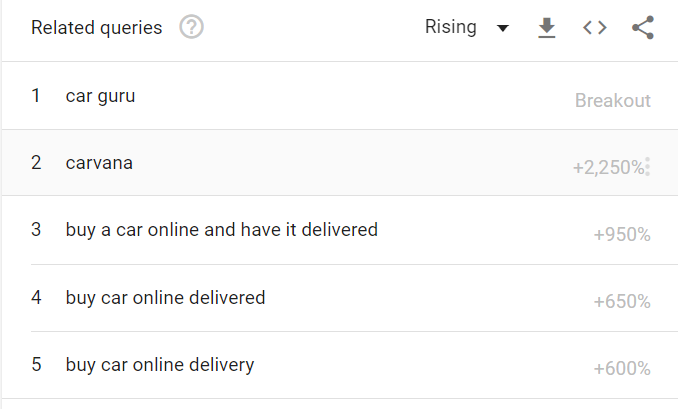 Related queries ? Rising
1 car guru Breakout
2 carvana +2,250%
3 buy a car online and have it delivered +950%
4 buy car online delivered +650%
5 buy car online delivery +600%